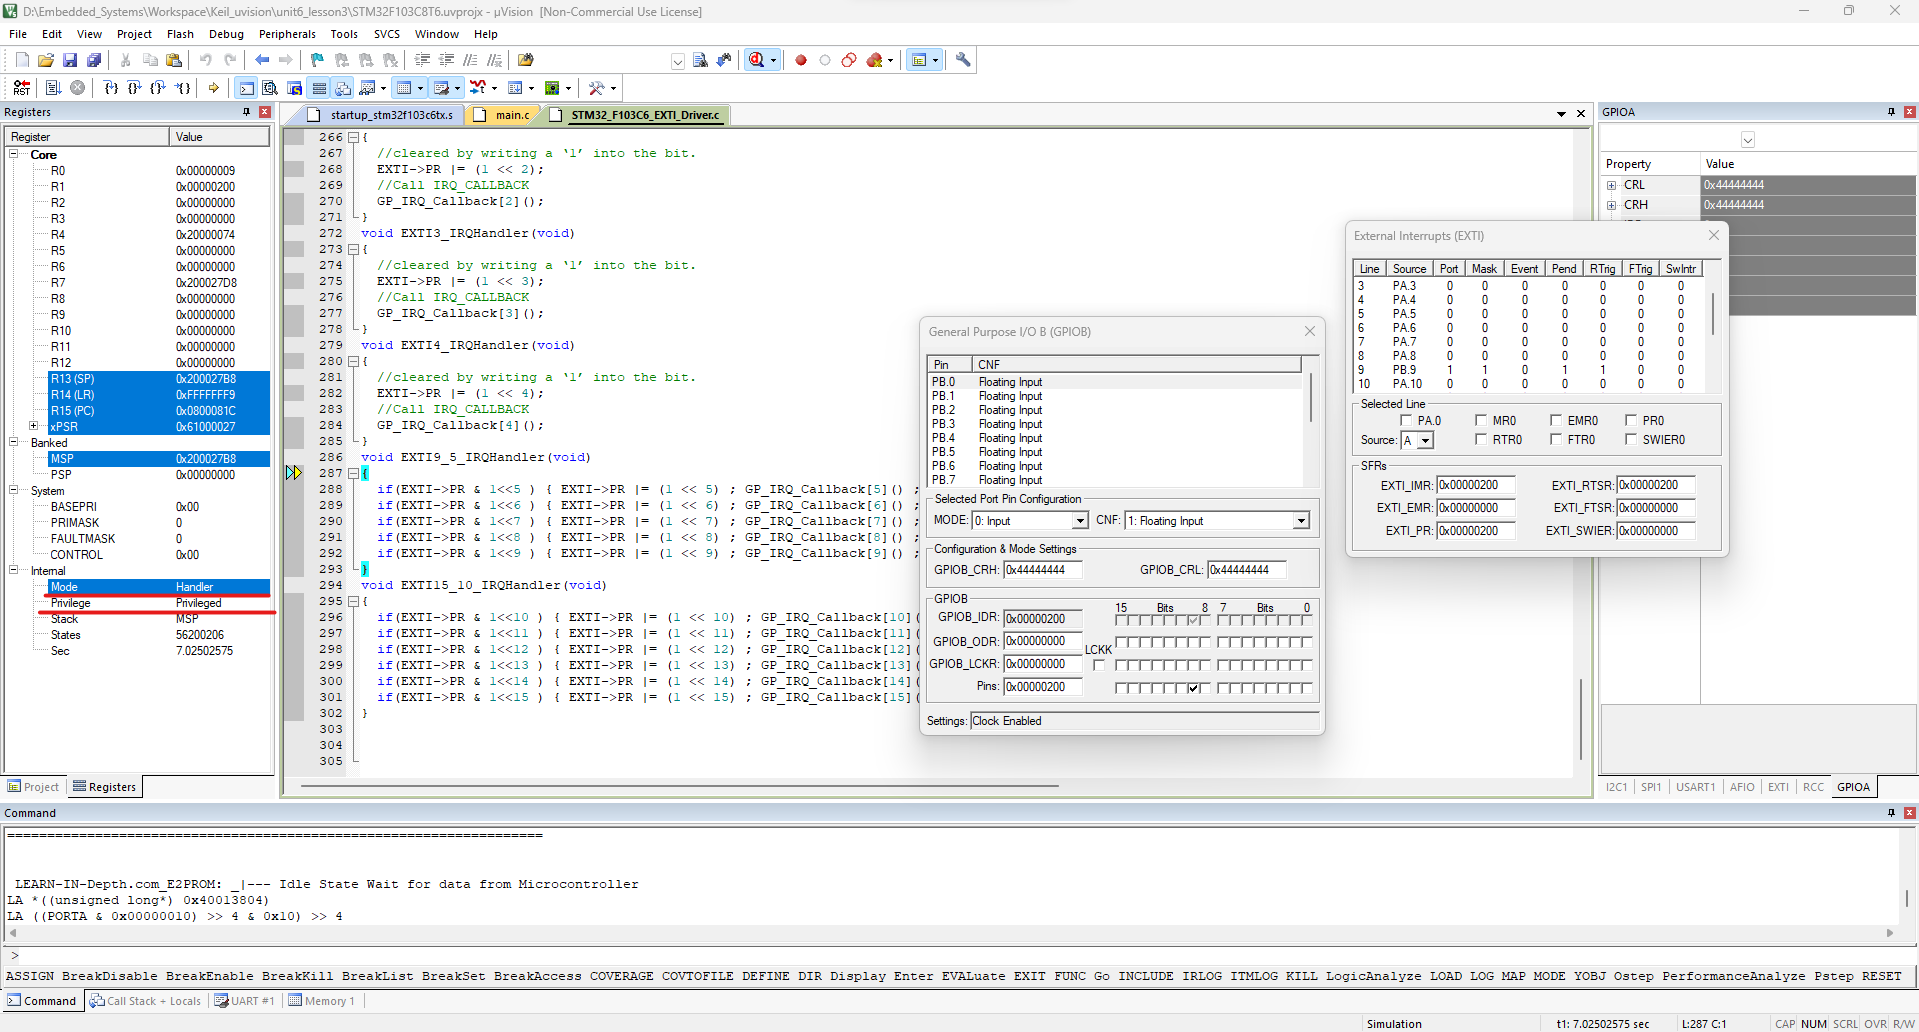 D:\Embedded_Systems\Workspace\Keil_uvision\unit6_lesson3\STM32F103C8T6.uvprojx - µVision  [Non-Commercial Use License]
File Edit View Project Flash Debug Peripherals Tools SVCS Window Help
Registers
Register Value
Core
R0 0x00000009
R1 0x00000200
R2 0x00000000
R3 0x00000000
R4 0x20000074
R5 0x00000000
R6 0x00000000
R7 0x200027D8
R8 0x00000000
R9 0x00000000
R10 0x00000000
R11 0x00000000
R12 0x00000000
R13 (SP) 0x200027B8
R14 (LR) 0xFFFFFFF9
R15 (PC) 0x0800081C
xPSR 0x61000027
Banked
MSP 0x200027B8
PSP 0x00000000
System
BASEPRI 0x00
PRIMASK 0
FAULTMASK 0
CONTROL 0x00
Internal
Mode Handler
Privilege Privileged
Stack MSP
States 56200206
Sec 7.02502575
Project Registers
startup_stm32f103c6tx.s main.c STM32_F103C6_EXTI_Driver.c
266 {
267 //cleared by writing a ‘1’ into the bit.
268 EXTI->PR |= (1 << 2);
269 //Call IRQ_CALLBACK
270 GP_IRQ_Callback[2]();
271 }
272 void EXTI3_IRQHandler(void)
273 {
274 //cleared by writing a ‘1’ into the bit.
275 EXTI->PR |= (1 << 3);
276 //Call IRQ_CALLBACK
277 GP_IRQ_Callback[3]();
278 }
279 void EXTI4_IRQHandler(void)
280 {
281 //cleared by writing a ‘1’ into the bit.
282 EXTI->PR |= (1 << 4);
283 //Call IRQ_CALLBACK
284 GP_IRQ_Callback[4]();
285 }
286 void EXTI9_5_IRQHandler(void)
287 {
288 if(EXTI->PR & 1<<5 ) { EXTI->PR |= (1 << 5) ; GP_IRQ_Callback[5]() ;
289 if(EXTI->PR & 1<<6 ) { EXTI->PR |= (1 << 6) ; GP_IRQ_Callback[6]() ;
290 if(EXTI->PR & 1<<7 ) { EXTI->PR |= (1 << 7) ; GP_IRQ_Callback[7]() ;
291 if(EXTI->PR & 1<<8 ) { EXTI->PR |= (1 << 8) ; GP_IRQ_Callback[8]() ;
292 if(EXTI->PR & 1<<9 ) { EXTI->PR |= (1 << 9) ; GP_IRQ_Callback[9]() ;
293 }
294 void EXTI15_10_IRQHandler(void)
295 {
296 if(EXTI->PR & 1<<10 ) { EXTI->PR |= (1 << 10) ; GP_IRQ_Callback[10](
297 if(EXTI->PR & 1<<11 ) { EXTI->PR |= (1 << 11) ; GP_IRQ_Callback[11](
298 if(EXTI->PR & 1<<12 ) { EXTI->PR |= (1 << 12) ; GP_IRQ_Callback[12](
299 if(EXTI->PR & 1<<13 ) { EXTI->PR |= (1 << 13) ; GP_IRQ_Callback[13](
300 if(EXTI->PR & 1<<14 ) { EXTI->PR |= (1 << 14) ; GP_IRQ_Callback[14](
301 if(EXTI->PR & 1<<15 ) { EXTI->PR |= (1 << 15) ; GP_IRQ_Callback[15](
302 }
303
304
305
General Purpose I/O B (GPIOB)
Pin CNF
PB.0 Floating Input
PB.1 Floating Input
PB.2 Floating Input
PB.3 Floating Input
PB.4 Floating Input
PB.5 Floating Input
PB.6 Floating Input
PB.7 Floating Input
Selected Port Pin Configuration
MODE: 0: Input CNF: 1: Floating Input
Configuration & Mode Settings
GPIOB_CRH: 0x44444444 GPIOB_CRL: 0x44444444
GPIOB
15 Bits 8 7 Bits 0
GPIOB_IDR: 0x00000200
GPIOB_ODR: 0x00000000
LCKK
GPIOB_LCKR: 0x00000000
Pins: 0x00000200
Settings: Clock Enabled
External Interrupts (EXTI)
Line Source Port Mask Event Pend RTrig FTrig SwIntr
3 PA.3 0 0 0 0 0 0 0
4 PA.4 0 0 0 0 0 0 0
5 PA.5 0 0 0 0 0 0 0
6 PA.6 0 0 0 0 0 0 0
7 PA.7 0 0 0 0 0 0 0
8 PA.8 0 0 0 0 0 0 0
9 PB.9 1 1 0 1 1 0 0
10 PA.10 0 0 0 0 0 0 0
Selected Line
PA.0 MR0 EMR0 PR0
Source: A RTR0 FTR0 SWIER0
SFRs
EXTI_IMR: 0x00000200 EXTI_RTSR: 0x00000200
EXTI_EMR: 0x00000000 EXTI_FTSR: 0x00000000
EXTI_PR: 0x00000200 EXTI_SWIER: 0x00000000
GPIOA
Property Value
CRL 0x44444444
CRH 0x44444444
I2C1 SPI1 USART1 AFIO EXTI RCC GPIOA
Command
===================================================================
LEARN-IN-Depth.com_E2PROM: _|--- Idle State Wait for data from Microcontroller
LA *((unsigned long*) 0x40013804)
LA ((PORTA & 0x00000010) >> 4 & 0x10) >> 4
>
ASSIGN BreakDisable BreakEnable BreakKill BreakList BreakSet BreakAccess COVERAGE COVTOFILE DEFINE DIR Display Enter EVALuate EXIT FUNC Go INCLUDE IRLOG ITMLOG KILL LogicAnalyze LOAD LOG MAP MODE YOBJ Ostep PerformanceAnalyze Pstep RESET
Command Call Stack + Locals UART #1 Memory 1
Simulation t1: 7.02502575 sec L:287 C:1 CAP NUM SCRL OVR R/W